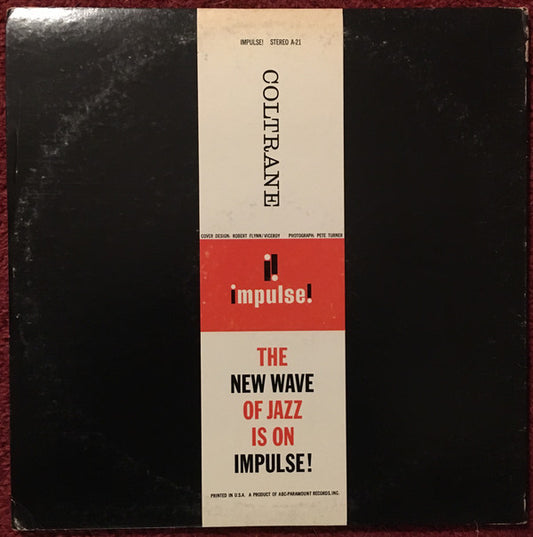 IMPULSE! STEREO A-21
COLTRANE
COVER DESIGN: ROBERT FLYNN/VICEROY PHOTOGRAPH: PETE TURNER
impulse!
THE
NEW WAVE
OF JAZZ
IS ON
IMPULSE!
PRINTED IN U.S.A. A PRODUCT OF ABC-PARAMOUNT RECORDS, INC.